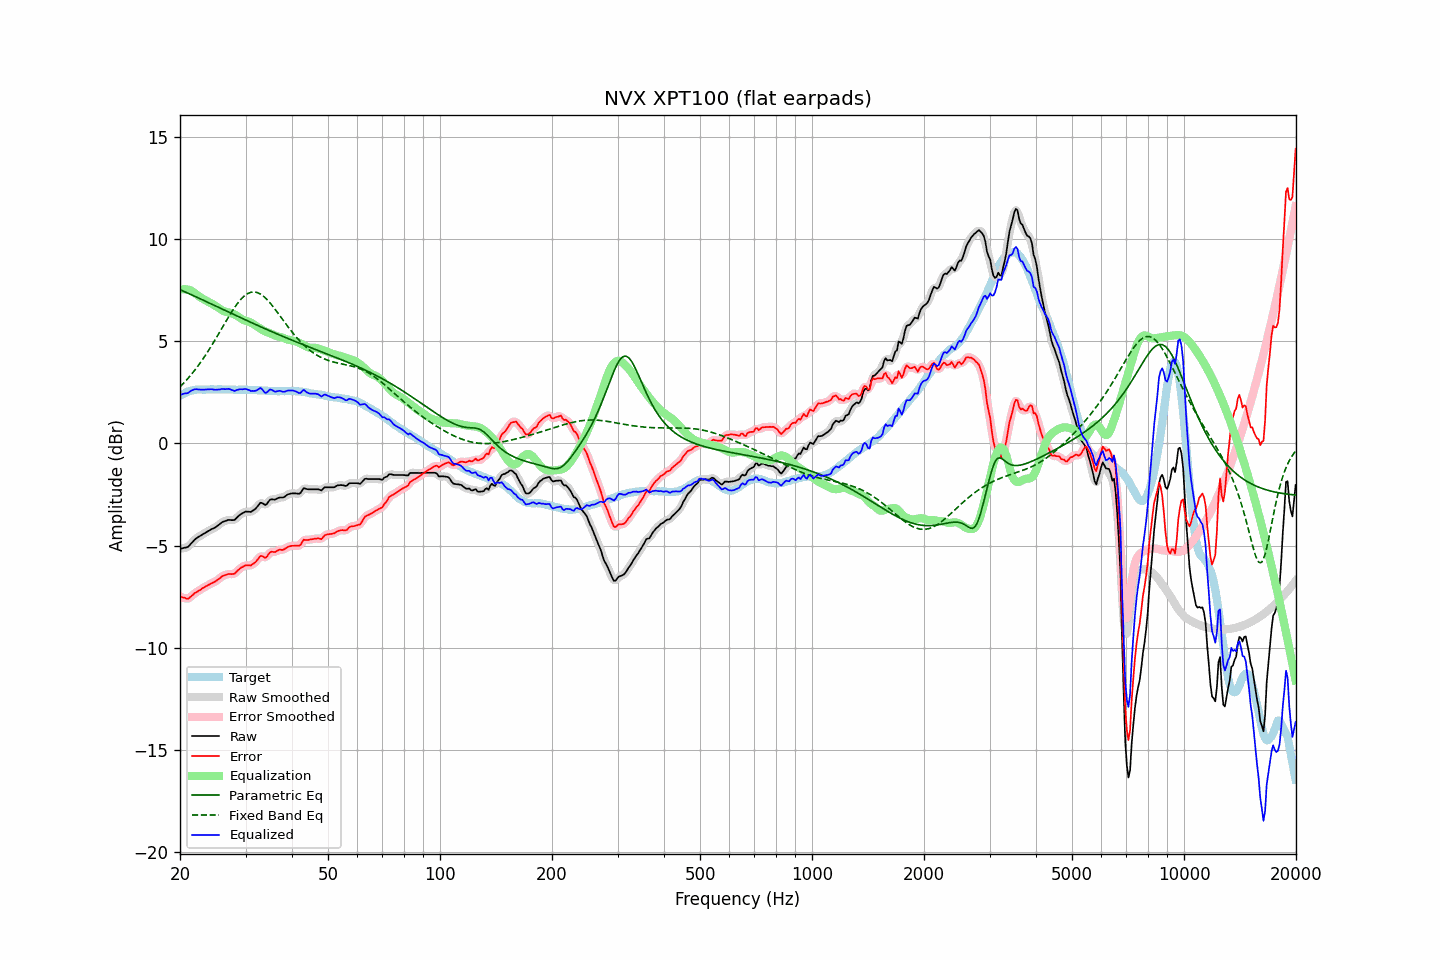 NVX XPT100 (flat earpads)
15
10
5
0
−5
−10
−15
−20
Amplitude (dBr)
Target
Raw Smoothed
Error Smoothed
Raw
Error
Equalization
Parametric Eq
Fixed Band Eq
Equalized
20 50 100 200 500 1000 2000 5000 10000 20000
Frequency (Hz)